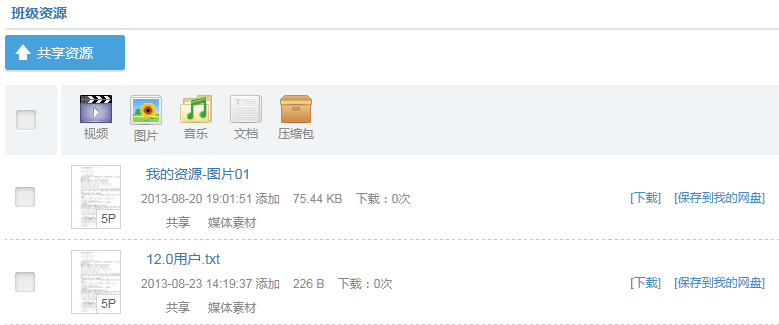 班级资源
共享资源
视频 图片 音乐 文档 压缩包
我的资源-图片01
2013-08-20 19:01:51 添加 75.44 KB 下载：0次 [下载] [保存到我的网盘]
5P
共享 媒体素材
12.0用户.txt
2013-08-23 14:19:37 添加 226 B 下载：0次 [下载] [保存到我的网盘]
5P
共享 媒体素材